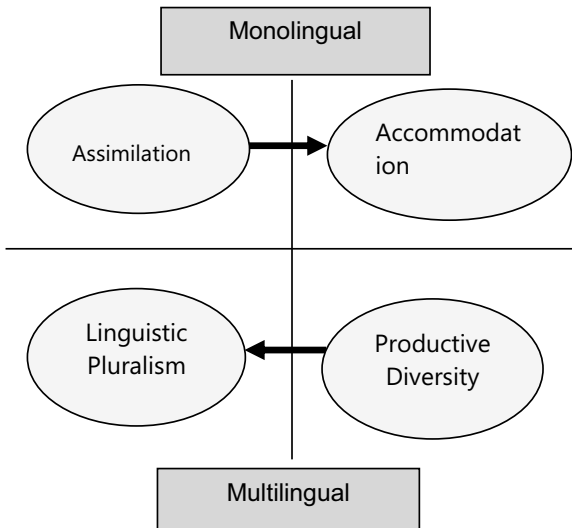 Monolingual
Assimilation
Accommodat
ion
Linguistic
Pluralism
Productive
Diversity
Multilingual